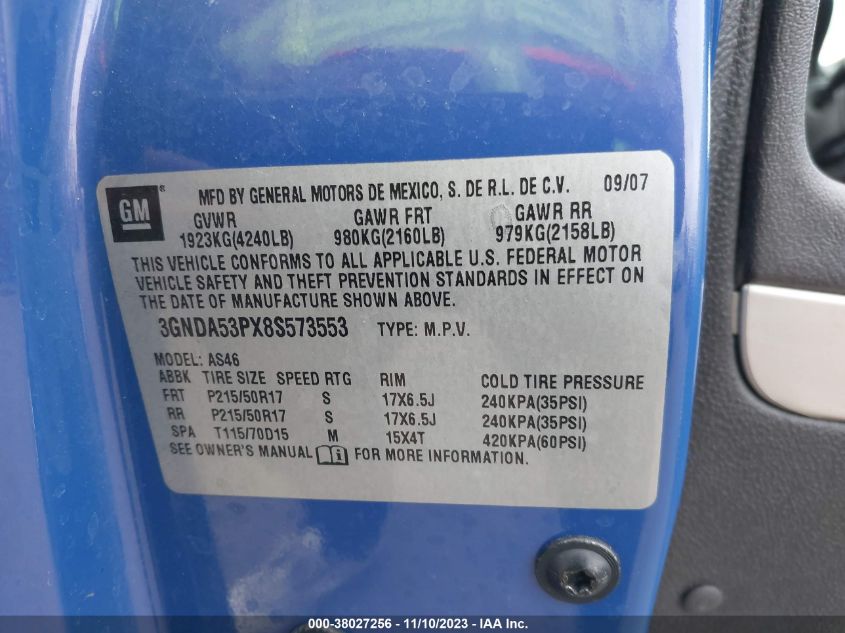 GM ®
MFD BY GENERAL MOTORS DE MEXICO, S. DE R.L. DE C.V. 09/07
GVWR GAWR FRT GAWR RR
1923KG(4240LB) 980KG(2160LB) 979KG(2158LB)
THIS VEHICLE CONFORMS TO ALL APPLICABLE U.S. FEDERAL MOTOR
VEHICLE SAFETY AND THEFT PREVENTION STANDARDS IN EFFECT ON
THE DATE OF MANUFACTURE SHOWN ABOVE.
3GNDA53PX8S573553 TYPE: M.P.V.
MODEL: AS46
ABBK TIRE SIZE SPEED RTG RIM COLD TIRE PRESSURE
FRT P215/50R17 S 17X6.5J 240KPA(35PSI)
RR P215/50R17 S 17X6.5J 240KPA(35PSI)
SPA T115/70D15 M 15X4T 420KPA(60PSI)
SEE OWNER'S MANUAL i FOR MORE INFORMATION.
000-38027256 - 11/10/2023 - IAA Inc.